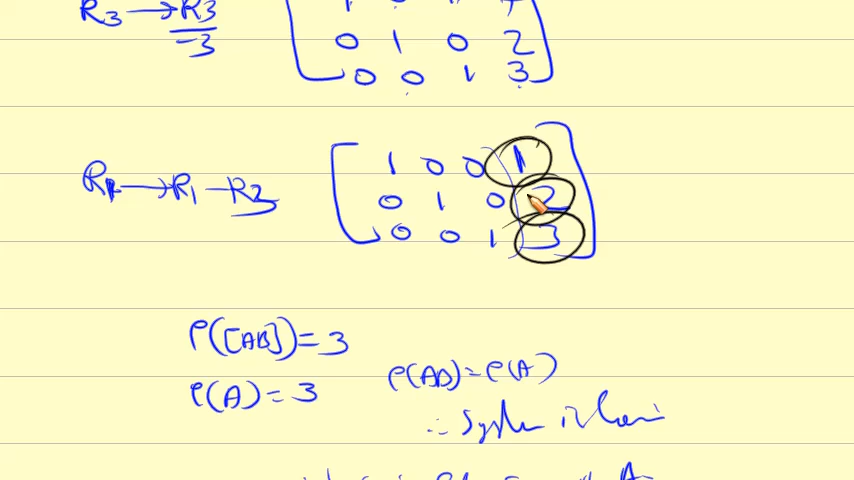 R3 → R3/-3
0 1 0 2
0 0 1 3
R1 → R1 - R3
1 0 0 1
0 1 0 2
0 0 1 3
ρ([AB]) = 3
ρ(A) = 3
ρ(AB) = ρ(A)
∴ System is